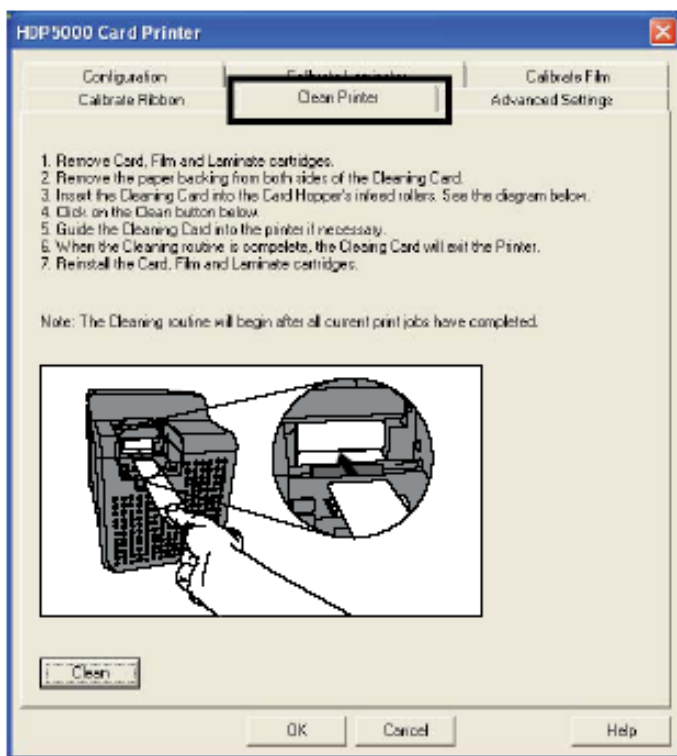 HDP5000 Card Printer
Configuration Calibrate Laminator Calibrate Film
Calibrate Ribbon Clean Printer Advanced Settings
1. Remove Card, Film and Laminate cartridges.
2. Remove the paper backing from both sides of the Cleaning Card.
3. Insert the Cleaning Card into the Card Hopper's infeed rollers. See the diagram below.
4. Click on the Clean button below.
5. Guide the Cleaning Card into the printer if necessary.
6. When the Cleaning routine is compelete, the Clearing Card will exit the Printer.
7. Reinstall the Card, Film and Laminate cartridges.
Note: The Cleaning routine will begin after all current print jobs have completed.
Clean
OK Cancel Help